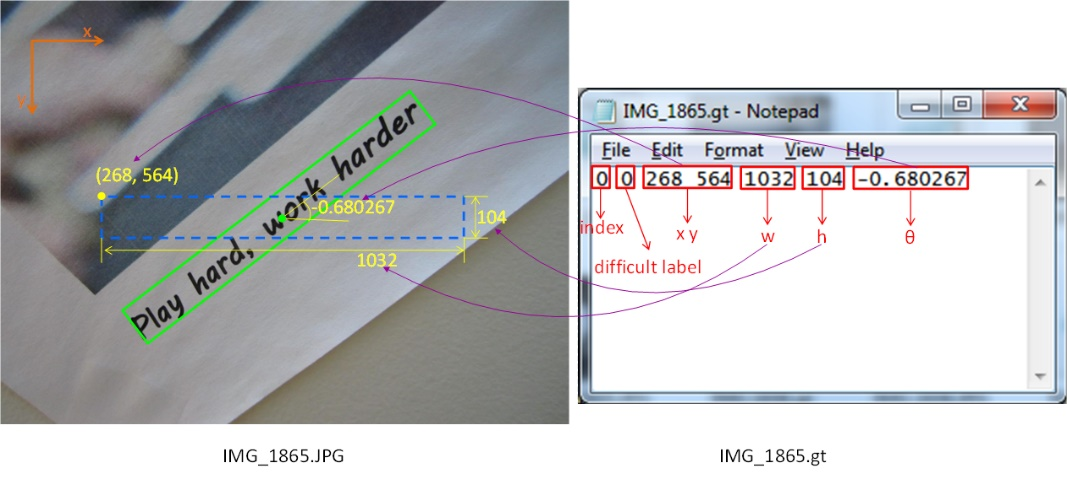 x
y
(268, 564)
Play hard, work harder
-0.680267
104
1032
IMG_1865.JPG
IMG_1865.gt - Notepad
File Edit Format View Help
0 0 268 564 1032 104 -0.680267
index
difficult label
x y
w
h
θ
IMG_1865.gt